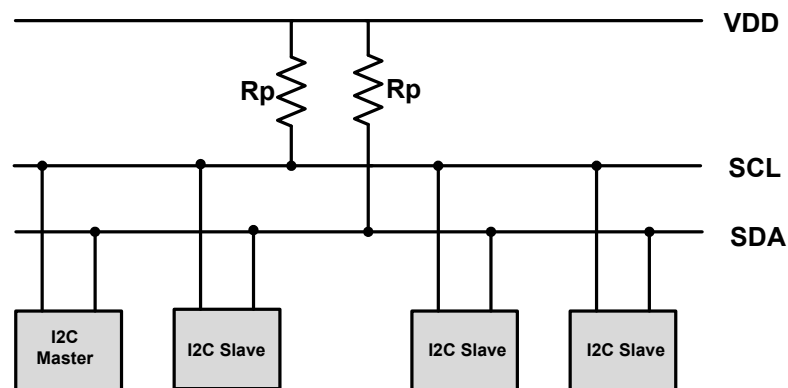 VDD
Rp
Rp
SCL
SDA
I2C
Master
I2C Slave
I2C Slave
I2C Slave